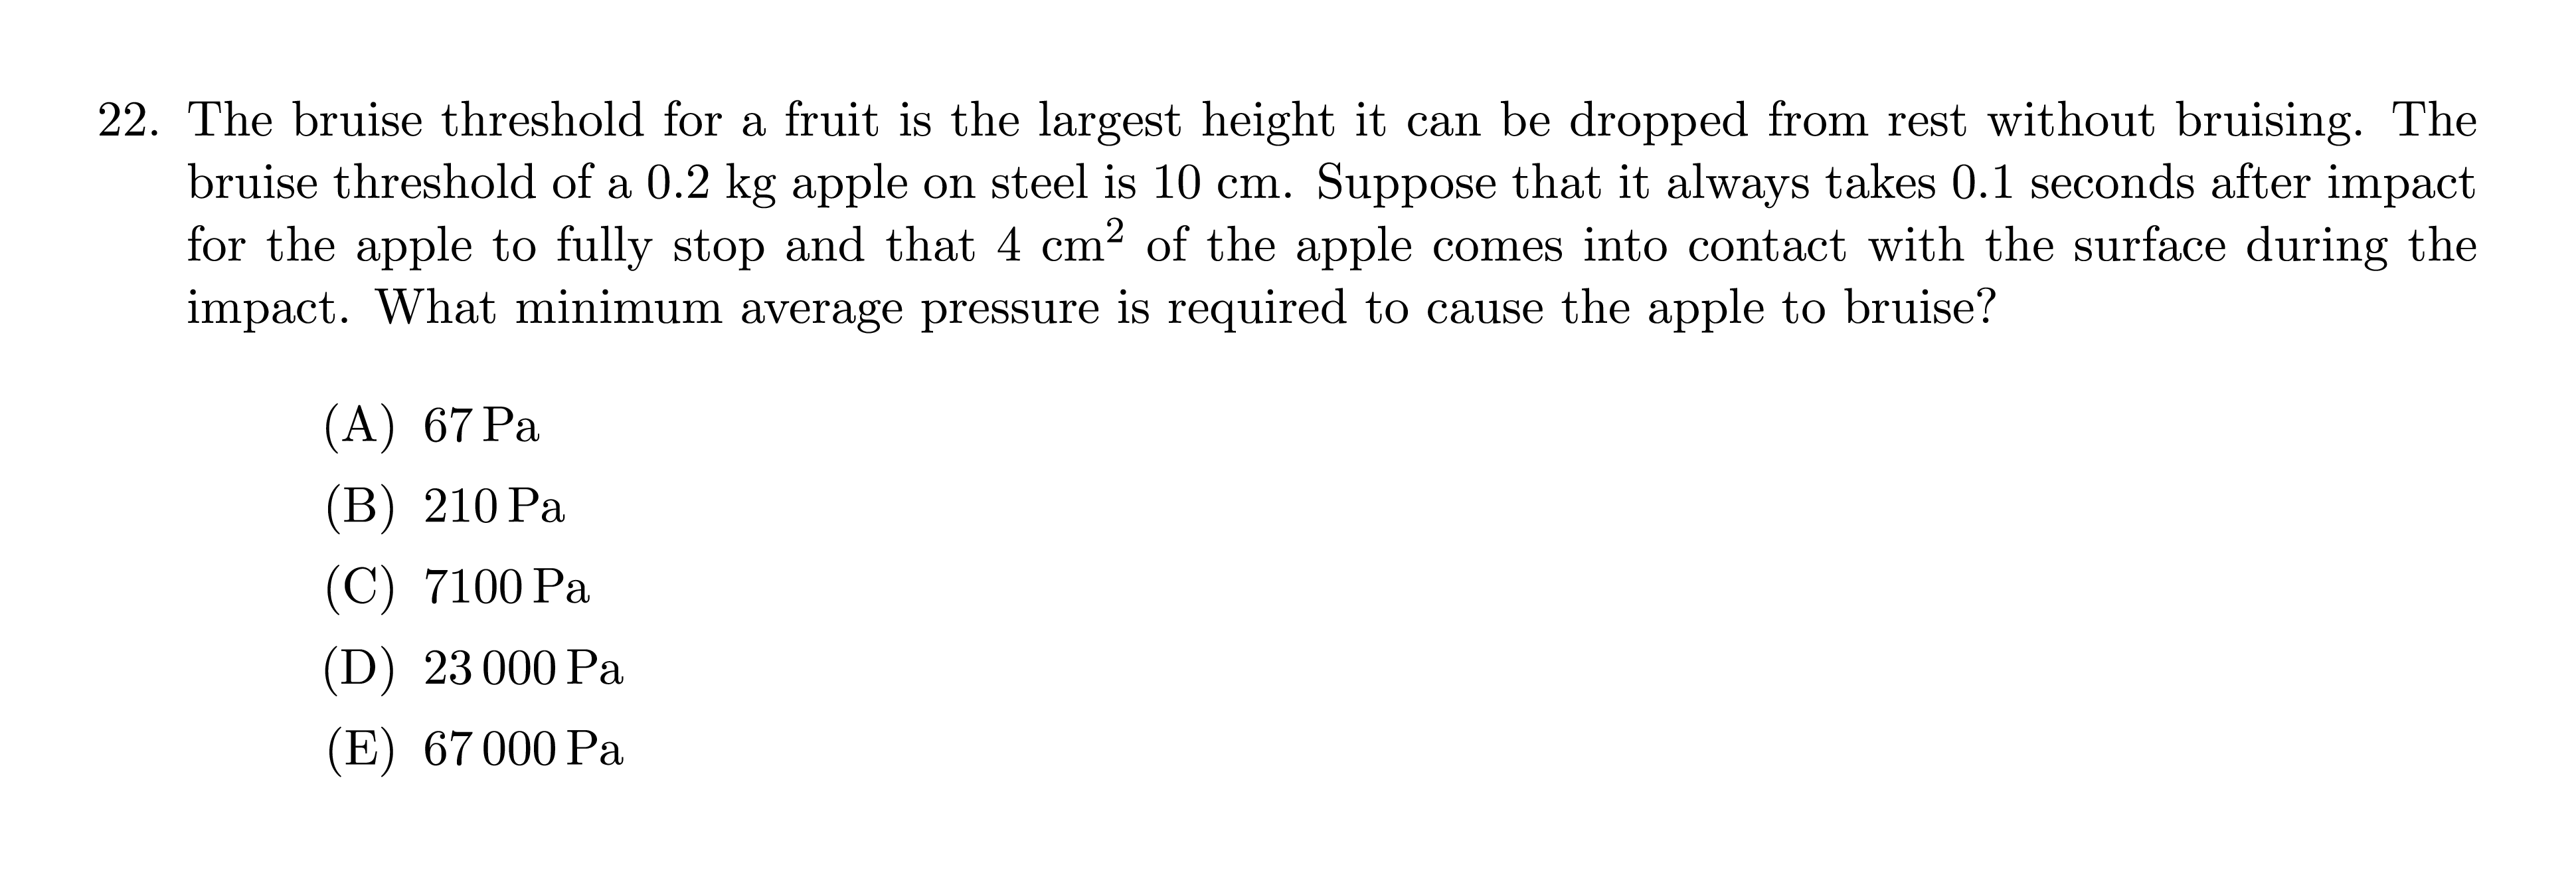 22. The bruise threshold for a fruit is the largest height it can be dropped from rest without bruising. The
bruise threshold of a 0.2 kg apple on steel is 10 cm. Suppose that it always takes 0.1 seconds after impact
for the apple to fully stop and that 4 cm² of the apple comes into contact with the surface during the
impact. What minimum average pressure is required to cause the apple to bruise?
(A) 67 Pa
(B) 210 Pa
(C) 7100 Pa
(D) 23 000 Pa
(E) 67 000 Pa